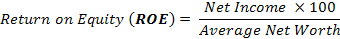 Return on Equity (ROE) = Net Income × 100 / Average Net Worth